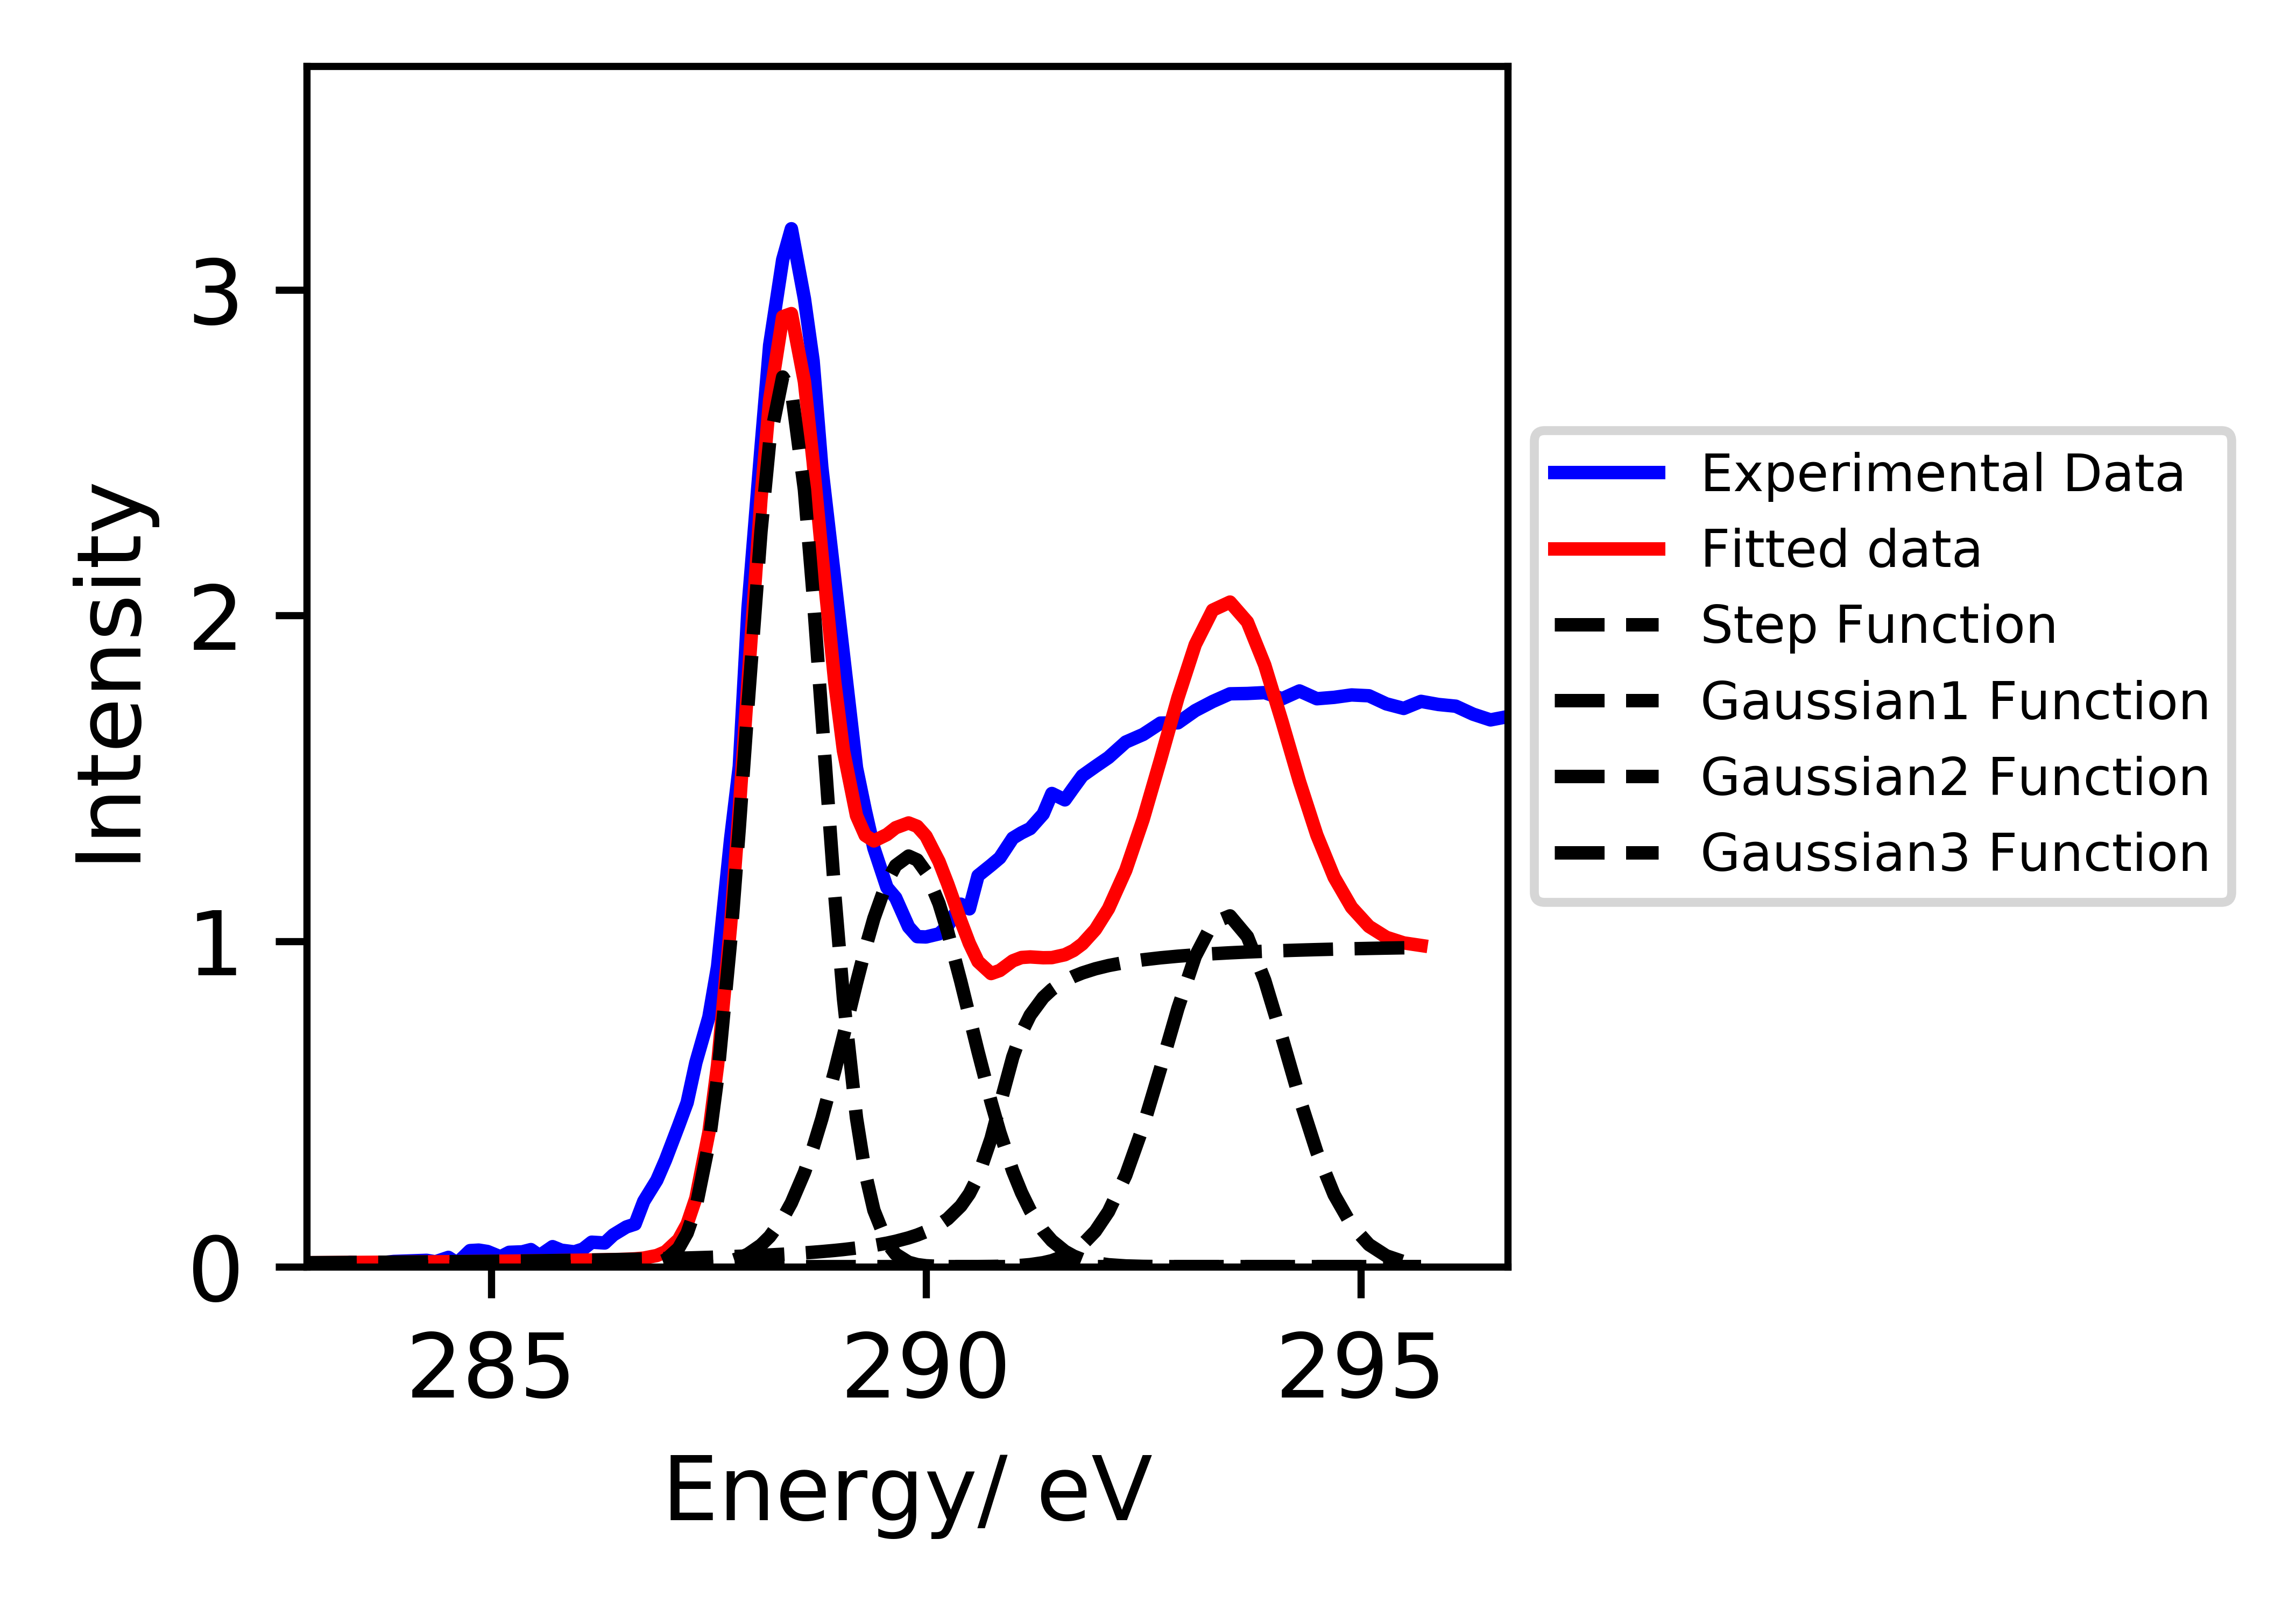 3
2
1
0
Intensity
285
290
295
Energy/ eV
Experimental Data
Fitted data
Step Function
Gaussian1 Function
Gaussian2 Function
Gaussian3 Function